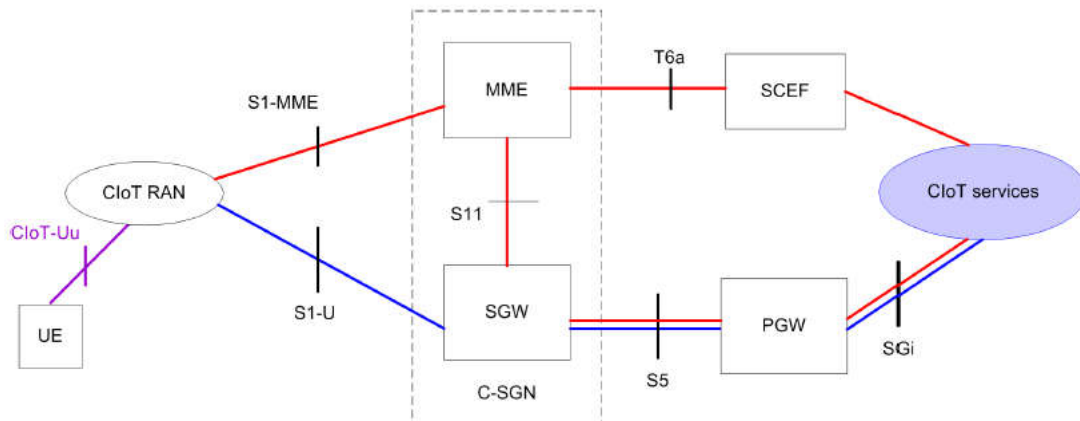 T6a
MME
SCEF
S1-MME
CIoT RAN
CIoT services
S11
CIoT-Uu
S1-U
SGW
PGW
UE
SGi
S5
C-SGN